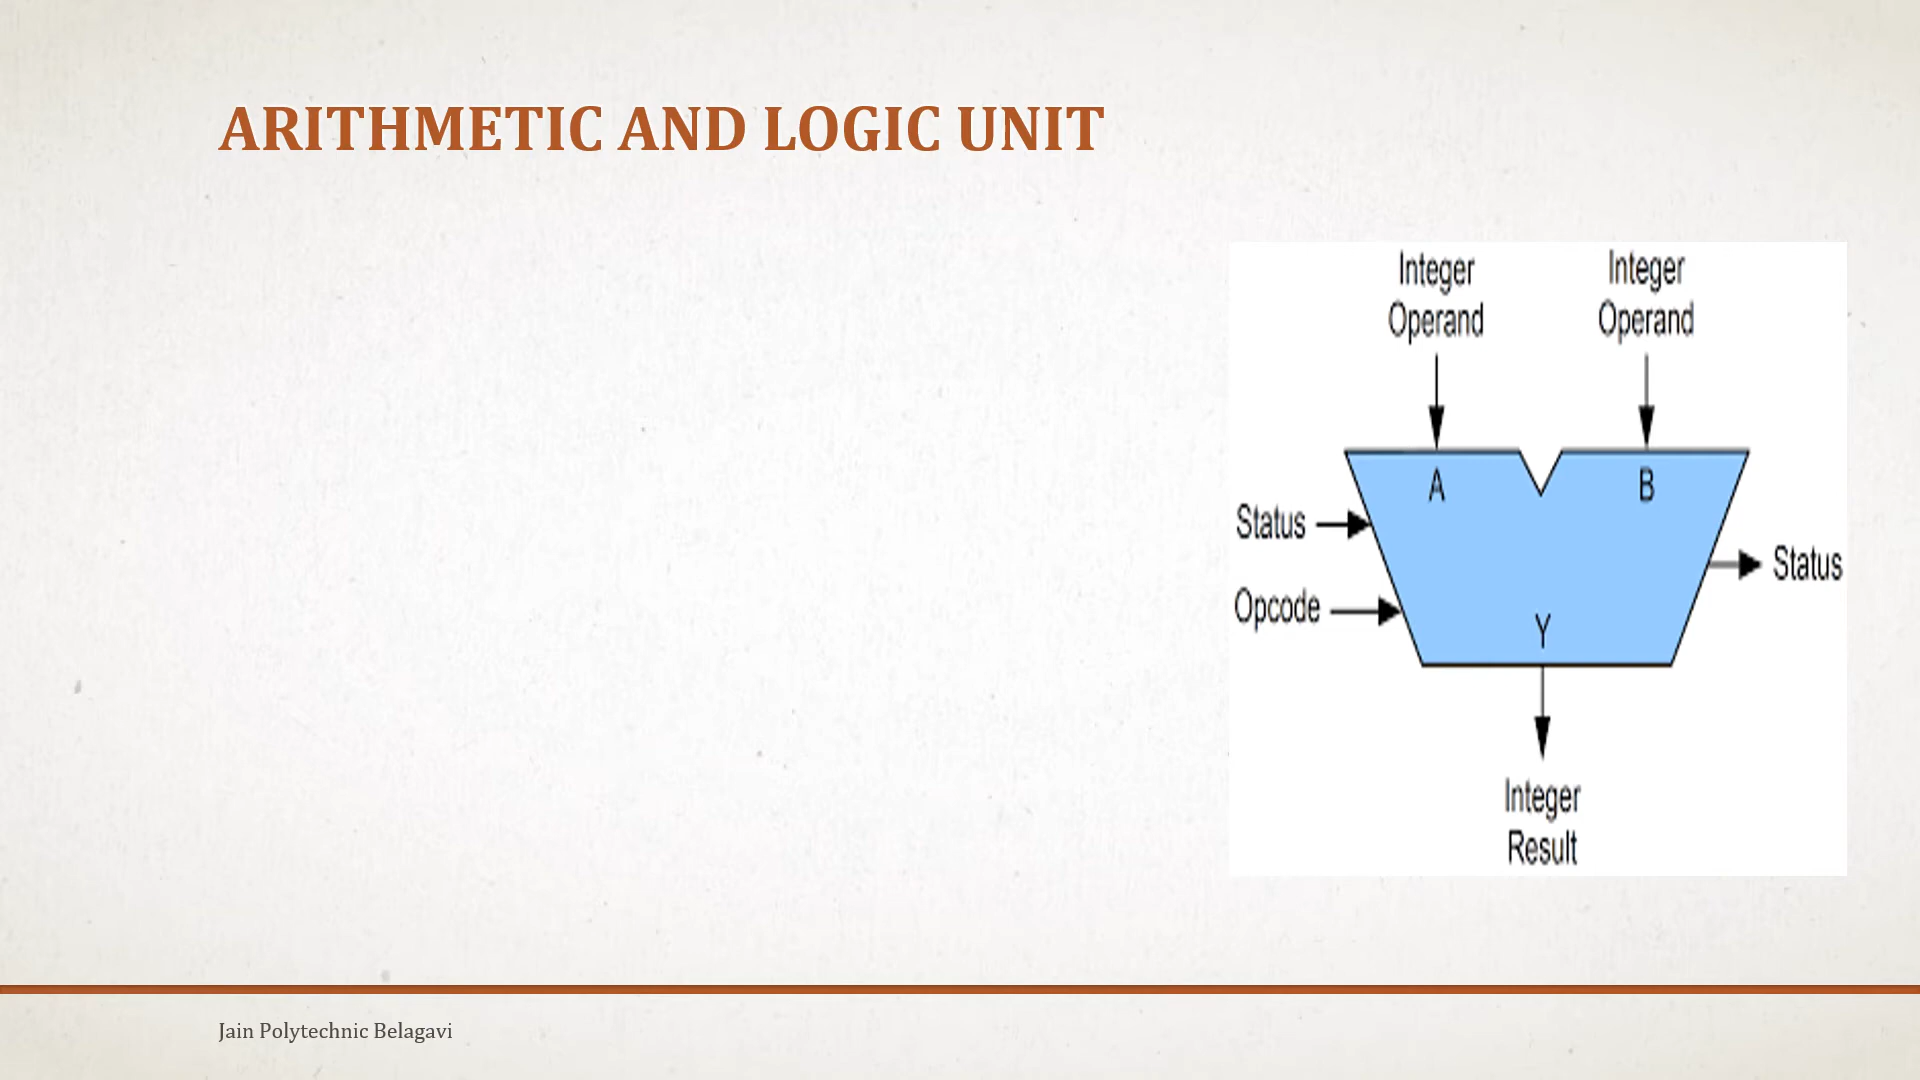 ARITHMETIC AND LOGIC UNIT
Integer
Operand
Integer
Operand
A
B
Status
Status
Opcode
Y
Integer
Result
Jain Polytechnic Belagavi